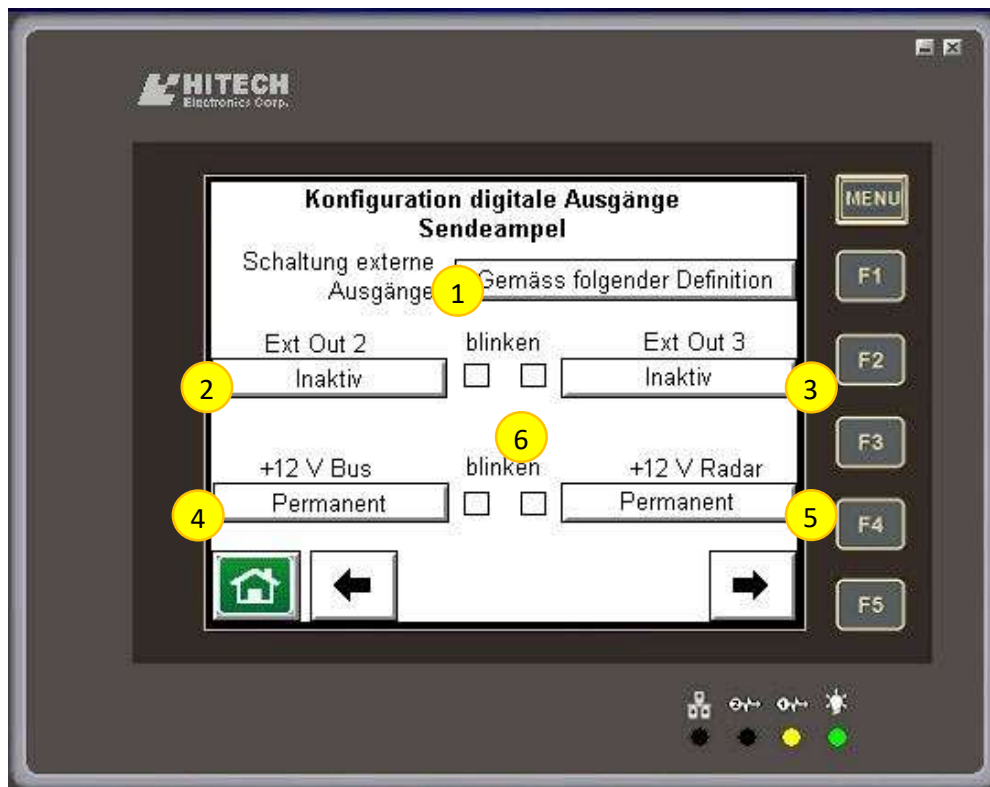 HITECH
Electronics Corp.
MENU
Konfiguration digitale Ausgänge
Sendeampel
Schaltung externe
Ausgänge
1
Gemäss folgender Definition
F1
Ext Out 2
blinken
Ext Out 3
F2
2
Inaktiv
Inaktiv
3
6
F3
+12 V Bus
blinken
+12 V Radar
4
Permanent
Permanent
5
F4
F5
2
1